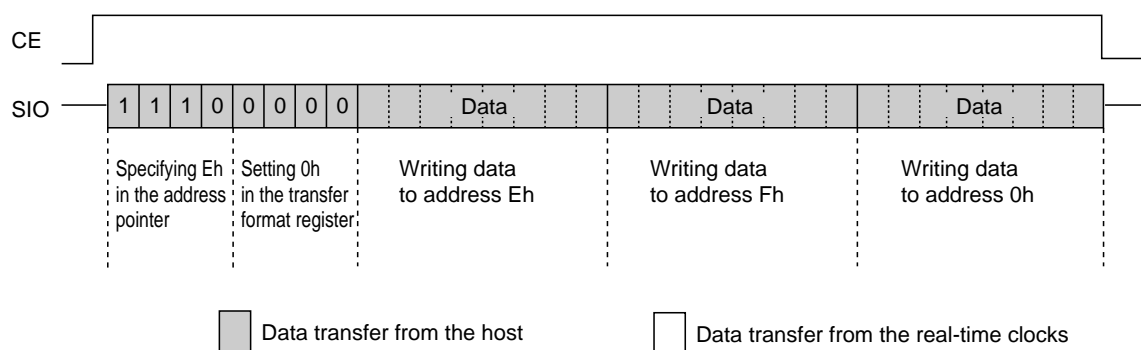 CE
SIO
1 1 1 0 0 0 0 0 Data Data Data
Specifying Eh
in the address
pointer
Setting 0h
in the transfer
format register
Writing data
to address Eh
Writing data
to address Fh
Writing data
to address 0h
Data transfer from the host
Data transfer from the real-time clocks